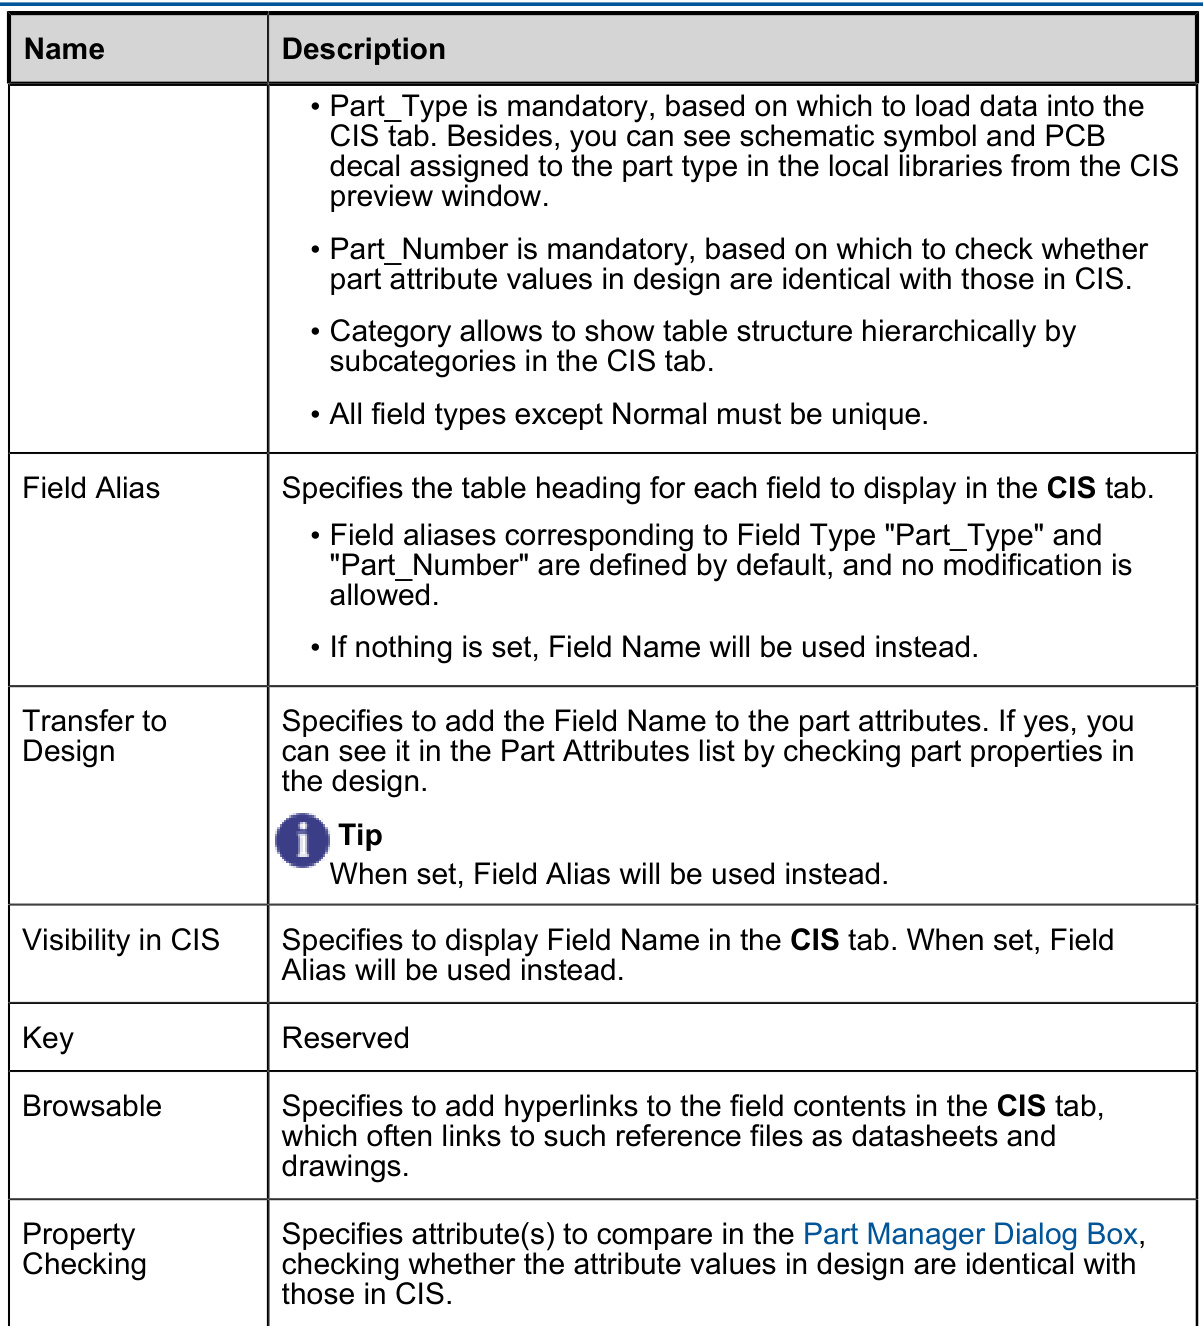 Name
Description
• Part_Type is mandatory, based on which to load data into the
CIS tab. Besides, you can see schematic symbol and PCB
decal assigned to the part type in the local libraries from the CIS
preview window.
• Part_Number is mandatory, based on which to check whether
part attribute values in design are identical with those in CIS.
• Category allows to show table structure hierarchically by
subcategories in the CIS tab.
• All field types except Normal must be unique.
Field Alias
Specifies the table heading for each field to display in the CIS tab.
• Field aliases corresponding to Field Type "Part_Type" and
"Part_Number" are defined by default, and no modification is
allowed.
• If nothing is set, Field Name will be used instead.
Transfer to
Design
Specifies to add the Field Name to the part attributes. If yes, you
can see it in the Part Attributes list by checking part properties in
the design.
i Tip
When set, Field Alias will be used instead.
Visibility in CIS
Specifies to display Field Name in the CIS tab. When set, Field
Alias will be used instead.
Key
Reserved
Browsable
Specifies to add hyperlinks to the field contents in the CIS tab,
which often links to such reference files as datasheets and
drawings.
Property
Checking
Specifies attribute(s) to compare in the Part Manager Dialog Box,
checking whether the attribute values in design are identical with
those in CIS.